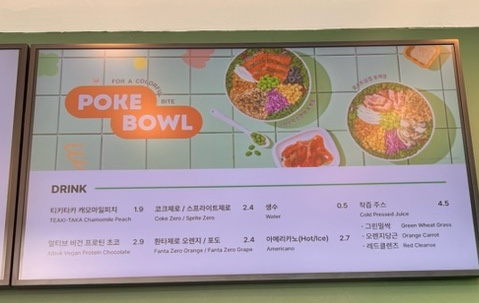 FOR A COLORFUL BITE
POKE
BOWL
DRINK
티키타카 캐모마일피치 1.9
TEAKI-TAKA Chamomile Peach
코크제로 / 스프라이트제로 2.4
Coke Zero / Sprite Zero
생수 0.5
Water
착즙 주스 4.5
Cold Pressed Juice
· 그린밀싹 Green Wheat Grass
· 오렌지당근 Orange Carrot
· 레드클렌즈 Red Cleanse
얼티브 비건 프로틴 초코 2.9
Altive Vegan Protein Chocolate
환타제로 오렌지 / 포도 2.4
Fanta Zero Orange / Fanta Zero Grape
아메리카노(Hot/Ice) 2.7
Americano